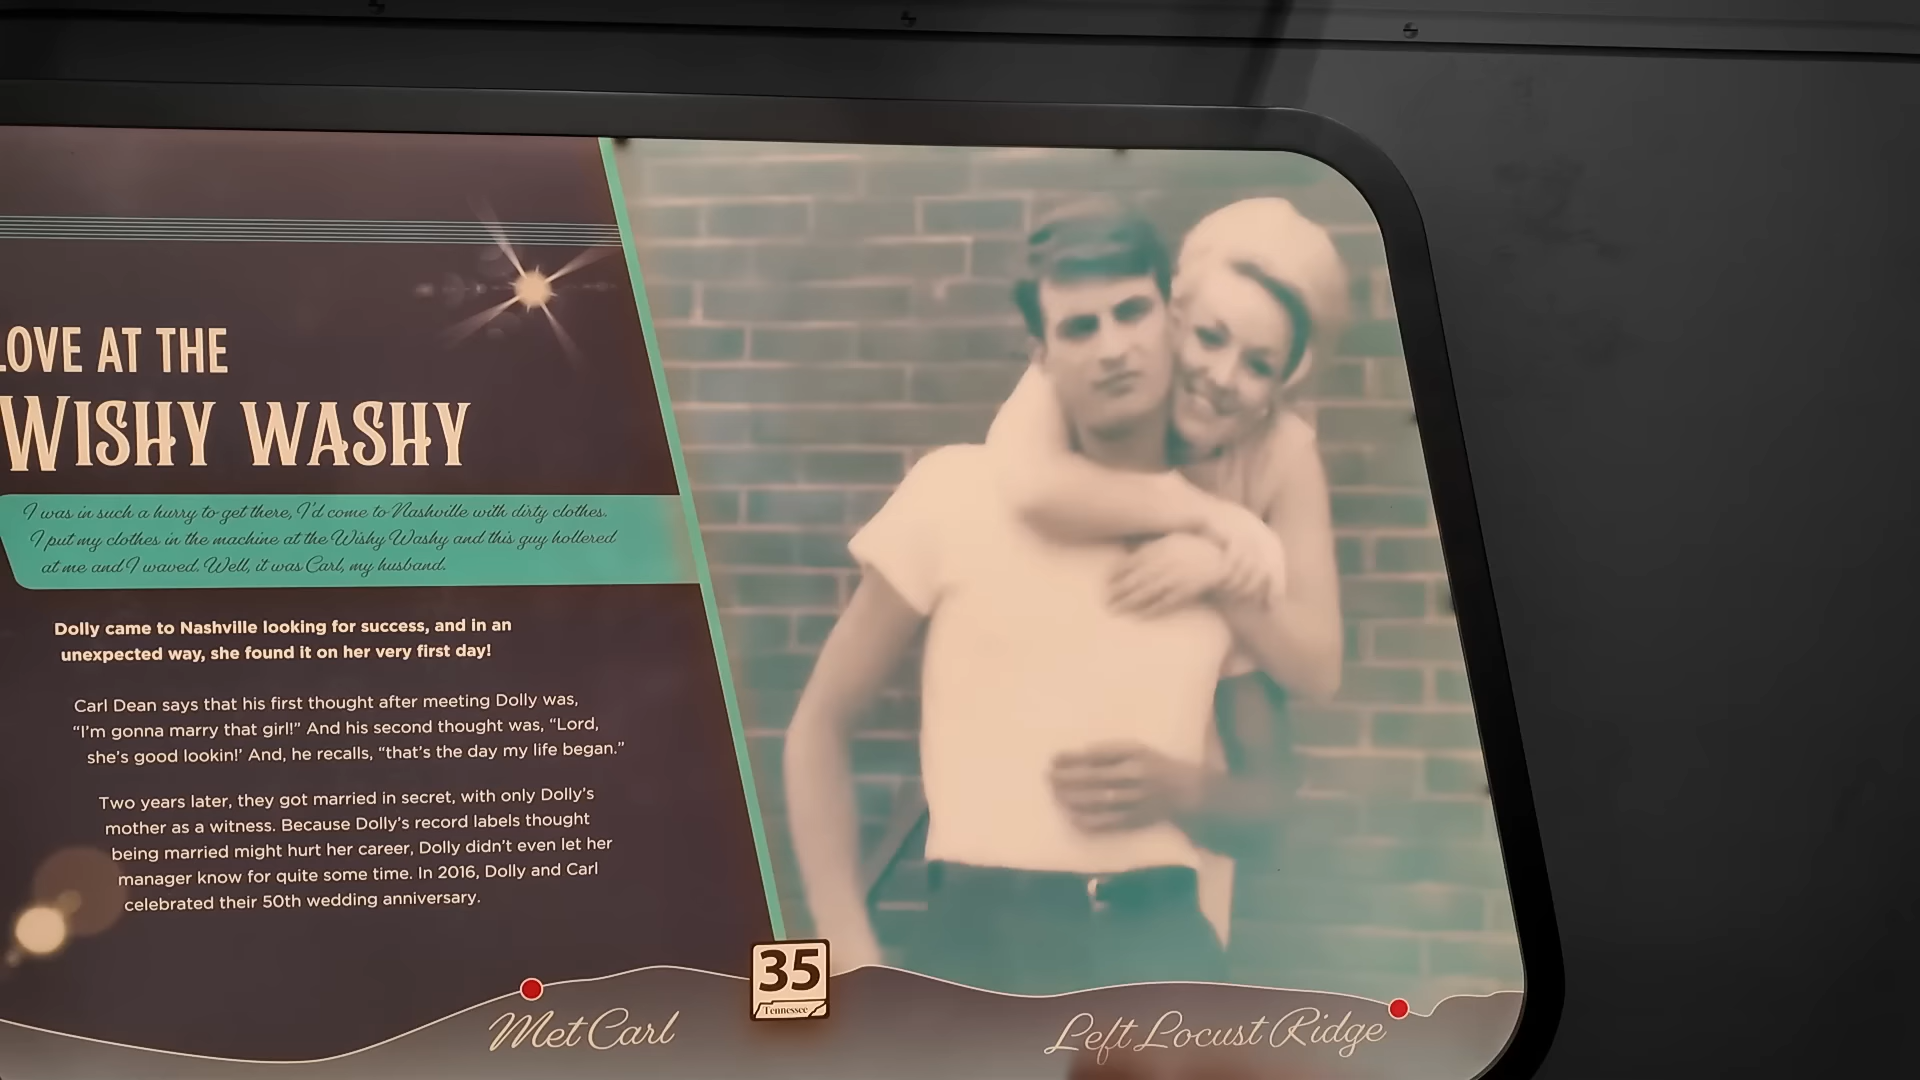 LOVE AT THE
WISHY WASHY
I was in such a hurry to get there, I'd come to Nashville with dirty clothes.
I put my clothes in the machine at the Wishy Washy and this guy hollered
at me and I waved. Well, it was Carl, my husband.
Dolly came to Nashville looking for success, and in an
unexpected way, she found it on her very first day!
Carl Dean says that his first thought after meeting Dolly was,
“I’m gonna marry that girl!” And his second thought was, “Lord,
she’s good lookin!’ And, he recalls, “that’s the day my life began.”
Two years later, they got married in secret, with only Dolly’s
mother as a witness. Because Dolly’s record labels thought
being married might hurt her career, Dolly didn’t even let her
manager know for quite some time. In 2016, Dolly and Carl
celebrated their 50th wedding anniversary.
35
Tennessee
Met Carl
Left Locust Ridge